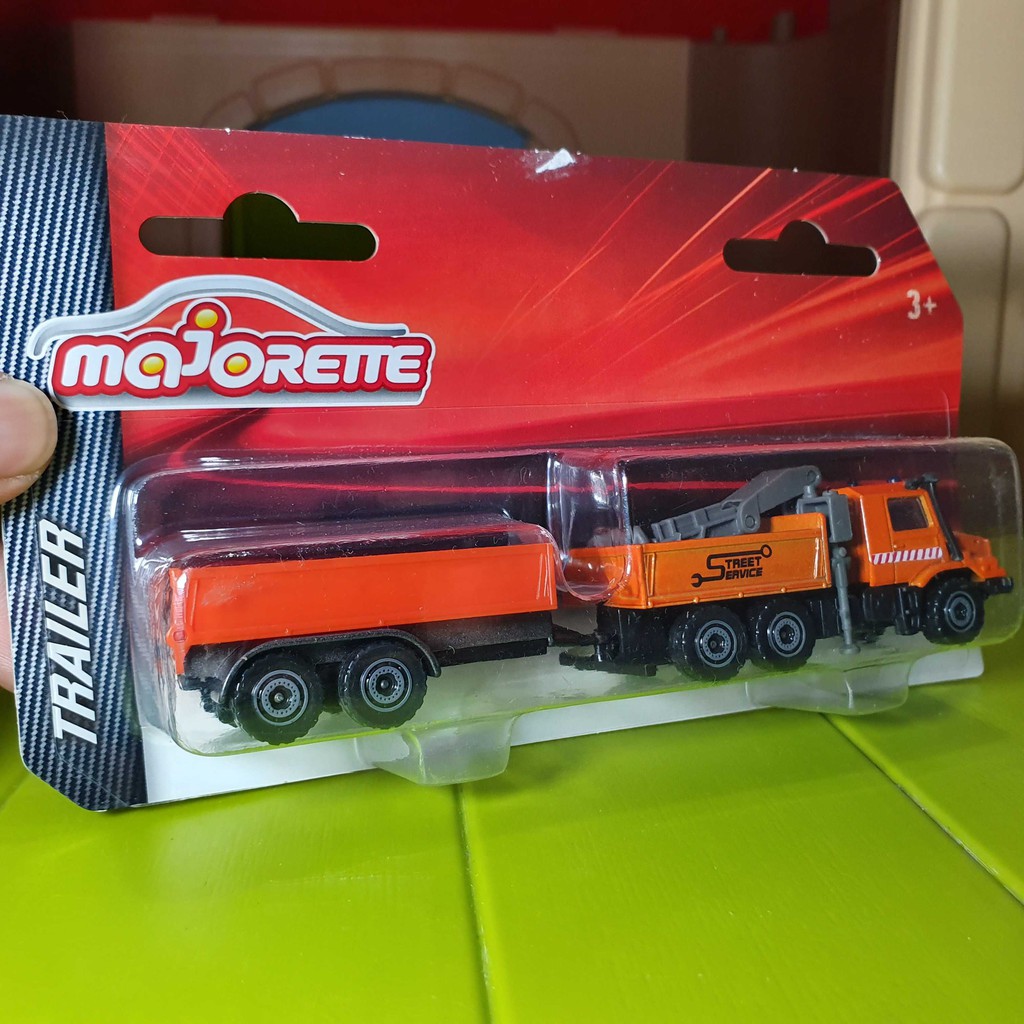 majorette
3+
TRAILER
STREET
SERVICE